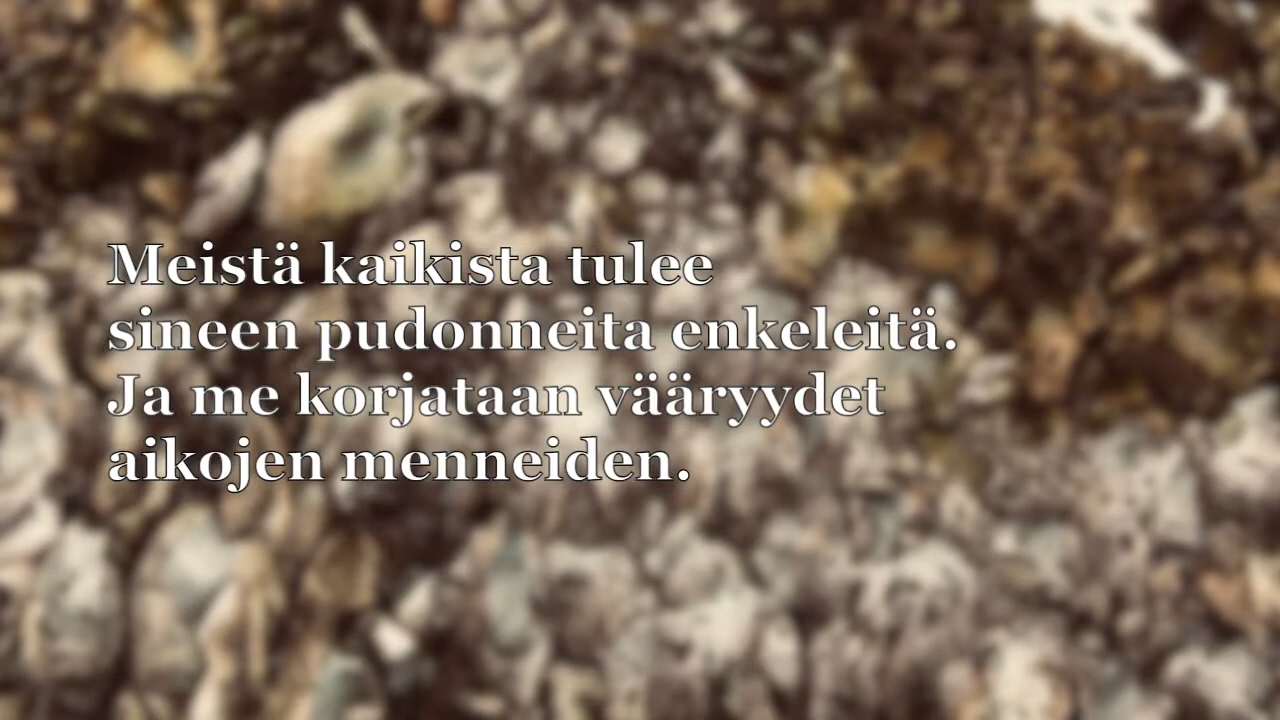 Meistä kaikista tulee
sineen pudonneita enkeleitä.
Ja me korjataan vääryydet
aikojen menneiden.